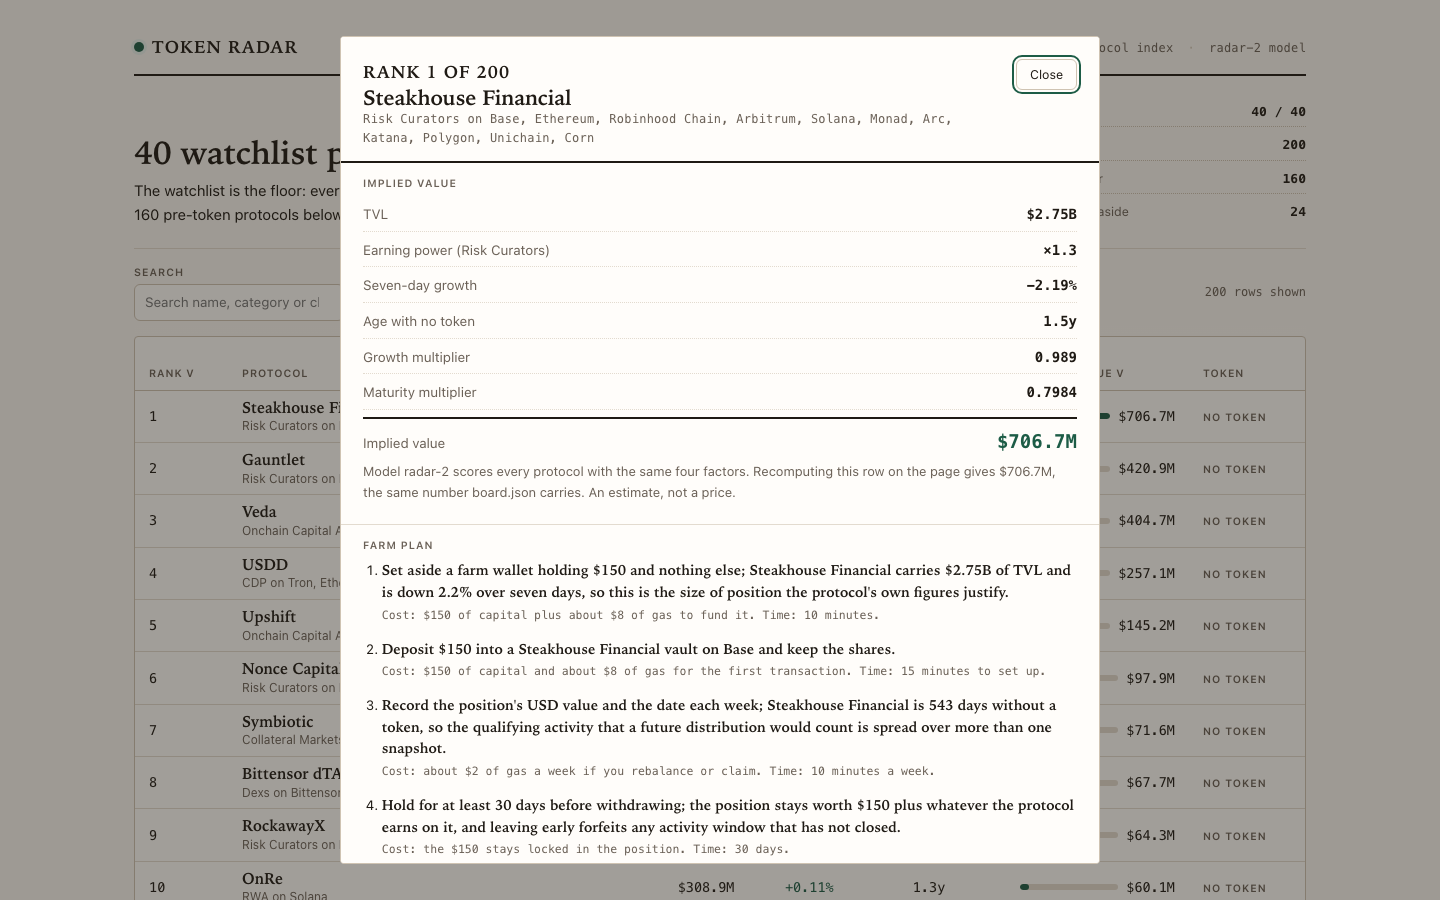 TOKEN RADAR
ocol index · radar-2 model
RANK 1 OF 200
Steakhouse Financial
Close
Risk Curators on Base, Ethereum, Robinhood Chain, Arbitrum, Solana, Monad, Arc,
Katana, Polygon, Unichain, Corn
40 / 40
40 watchlist p
200
The watchlist is the floor: ever
160
160 pre-token protocols below
aside 24
IMPLIED VALUE
TVL $2.75B
Earning power (Risk Curators) ×1.3
Seven-day growth −2.19%
Age with no token 1.5y
Growth multiplier 0.989
Maturity multiplier 0.7984
Implied value $706.7M
Model radar-2 scores every protocol with the same four factors. Recomputing this row on the page gives $706.7M,
the same number board.json carries. An estimate, not a price.
SEARCH
Search name, category or cl
200 rows shown
RANK V PROTOCOL UE V TOKEN
1 Steakhouse Fi $706.7M NO TOKEN
Risk Curators on
2 Gauntlet $420.9M NO TOKEN
Risk Curators on
3 Veda $404.7M NO TOKEN
Onchain Capital A
4 USDD $257.1M NO TOKEN
CDP on Tron, Eth
5 Upshift $145.2M NO TOKEN
Onchain Capital A
6 Nonce Capita $97.9M NO TOKEN
Risk Curators on
7 Symbiotic $71.6M NO TOKEN
Collateral Markets
8 Bittensor dTA $67.7M NO TOKEN
Dexs on Bittensor
9 RockawayX $64.3M NO TOKEN
Risk Curators on
10 OnRe $308.9M +0.11% 1.3y $60.1M NO TOKEN
RWA on Solana
FARM PLAN
1. Set aside a farm wallet holding $150 and nothing else; Steakhouse Financial carries $2.75B of TVL and
is down 2.2% over seven days, so this is the size of position the protocol's own figures justify.
Cost: $150 of capital plus about $8 of gas to fund it. Time: 10 minutes.
2. Deposit $150 into a Steakhouse Financial vault on Base and keep the shares.
Cost: $150 of capital and about $8 of gas for the first transaction. Time: 15 minutes to set up.
3. Record the position's USD value and the date each week; Steakhouse Financial is 543 days without a
token, so the qualifying activity that a future distribution would count is spread over more than one
snapshot.
Cost: about $2 of gas a week if you rebalance or claim. Time: 10 minutes a week.
4. Hold for at least 30 days before withdrawing; the position stays worth $150 plus whatever the protocol
earns on it, and leaving early forfeits any activity window that has not closed.
Cost: the $150 stays locked in the position. Time: 30 days.